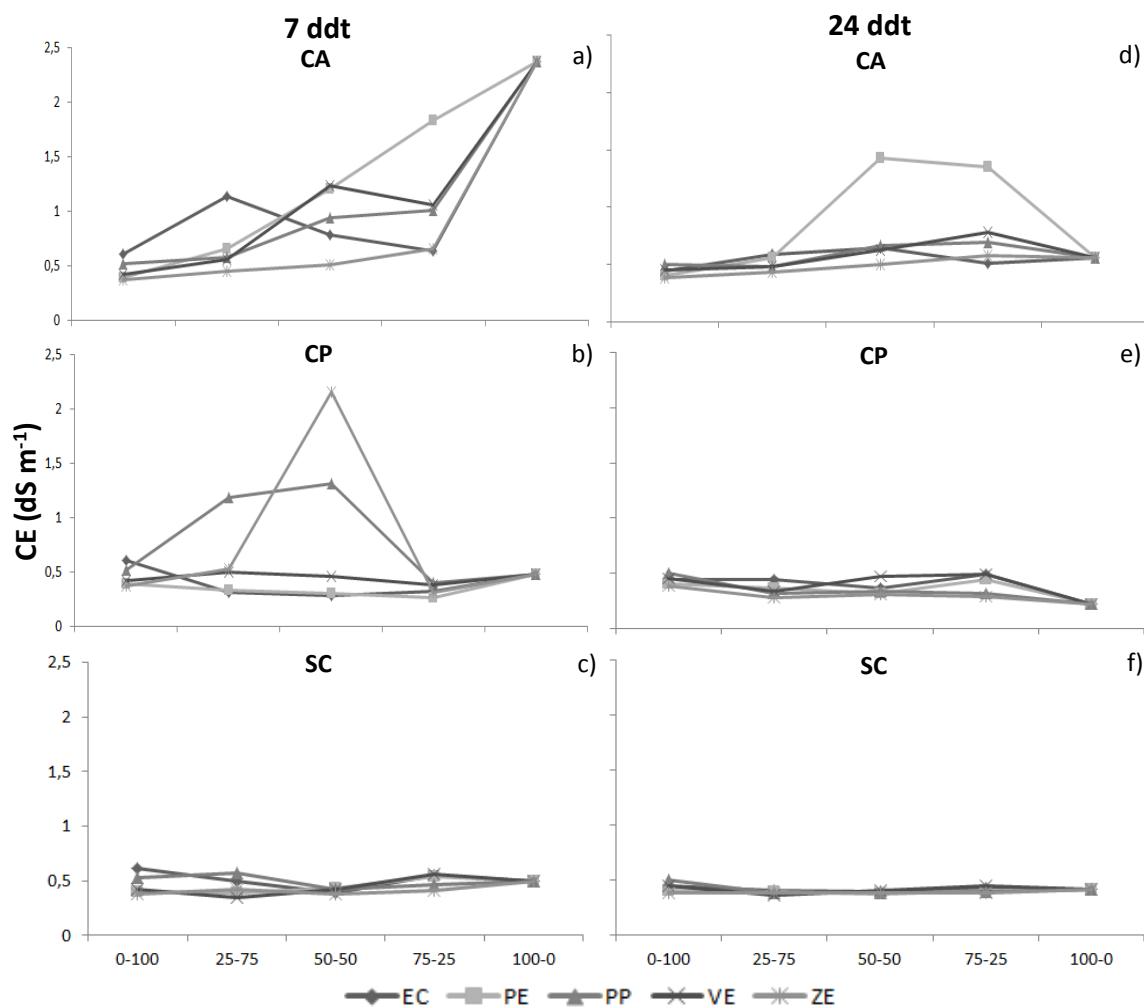 7 ddt
24 ddt
CA
a)
CA
d)
2,5
2
1,5
1
0,5
0
CP
b)
CP
e)
2,5
2
1,5
1
0,5
0
CE (dS m-1)
SC
c)
SC
f)
2,5
2
1,5
1
0,5
0
0-100 25-75 50-50 75-25 100-0
0-100 25-75 50-50 75-25 100-0
EC PE PP VE ZE